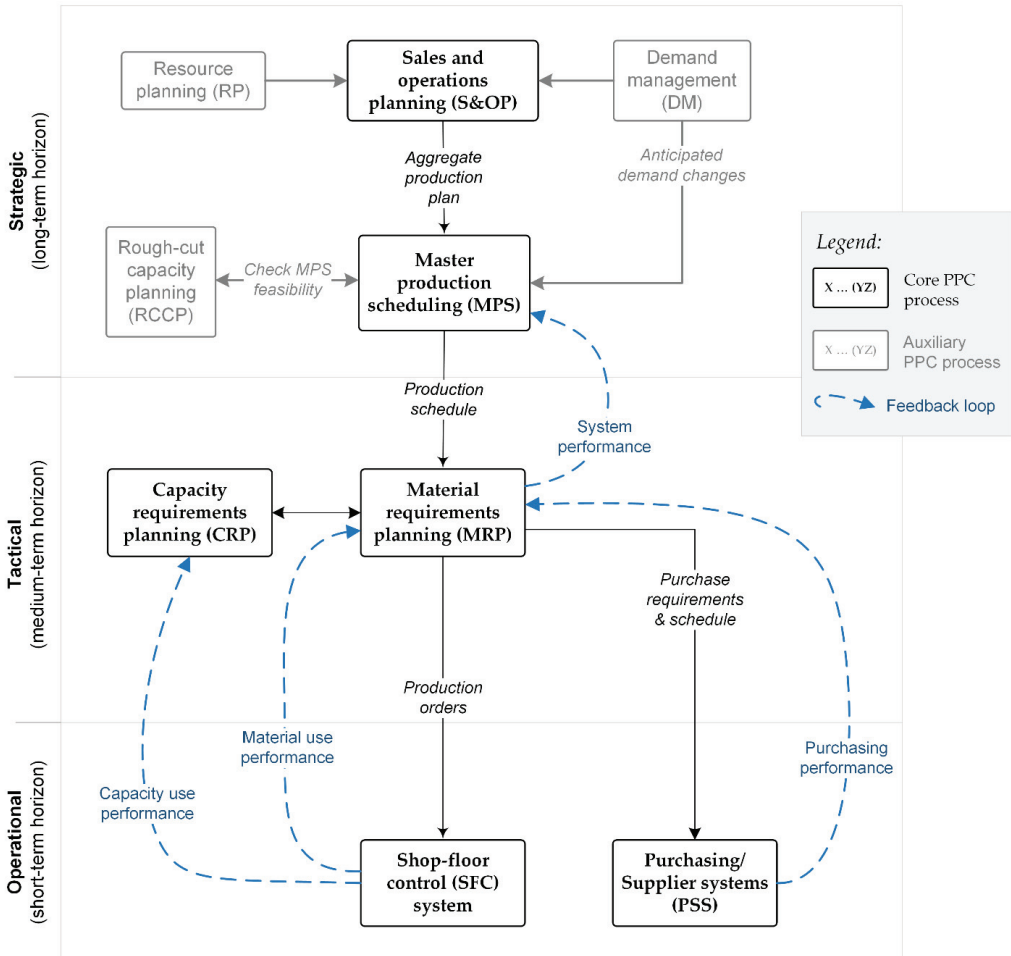 Strategic
(long-term horizon)
Resource
planning (RP)
Sales and
operations
planning (S&OP)
Demand
management
(DM)
Aggregate
production
plan
Anticipated
demand changes
Rough-cut
capacity
planning
(RCCP)
Check MPS
feasibility
Master
production
scheduling (MPS)
Legend:
X ... (YZ)
Core PPC
process
X ... (YZ)
Auxiliary
PPC process
Feedback loop
Tactical
(medium-term horizon)
Production
schedule
System
performance
Capacity
requirements
planning (CRP)
Material
requirements
planning (MRP)
Purchase
requirements
& schedule
Production
orders
Operational
(short-term horizon)
Material use
performance
Purchasing
performance
Capacity use
performance
Shop-floor
control (SFC)
system
Purchasing/
Supplier systems
(PSS)